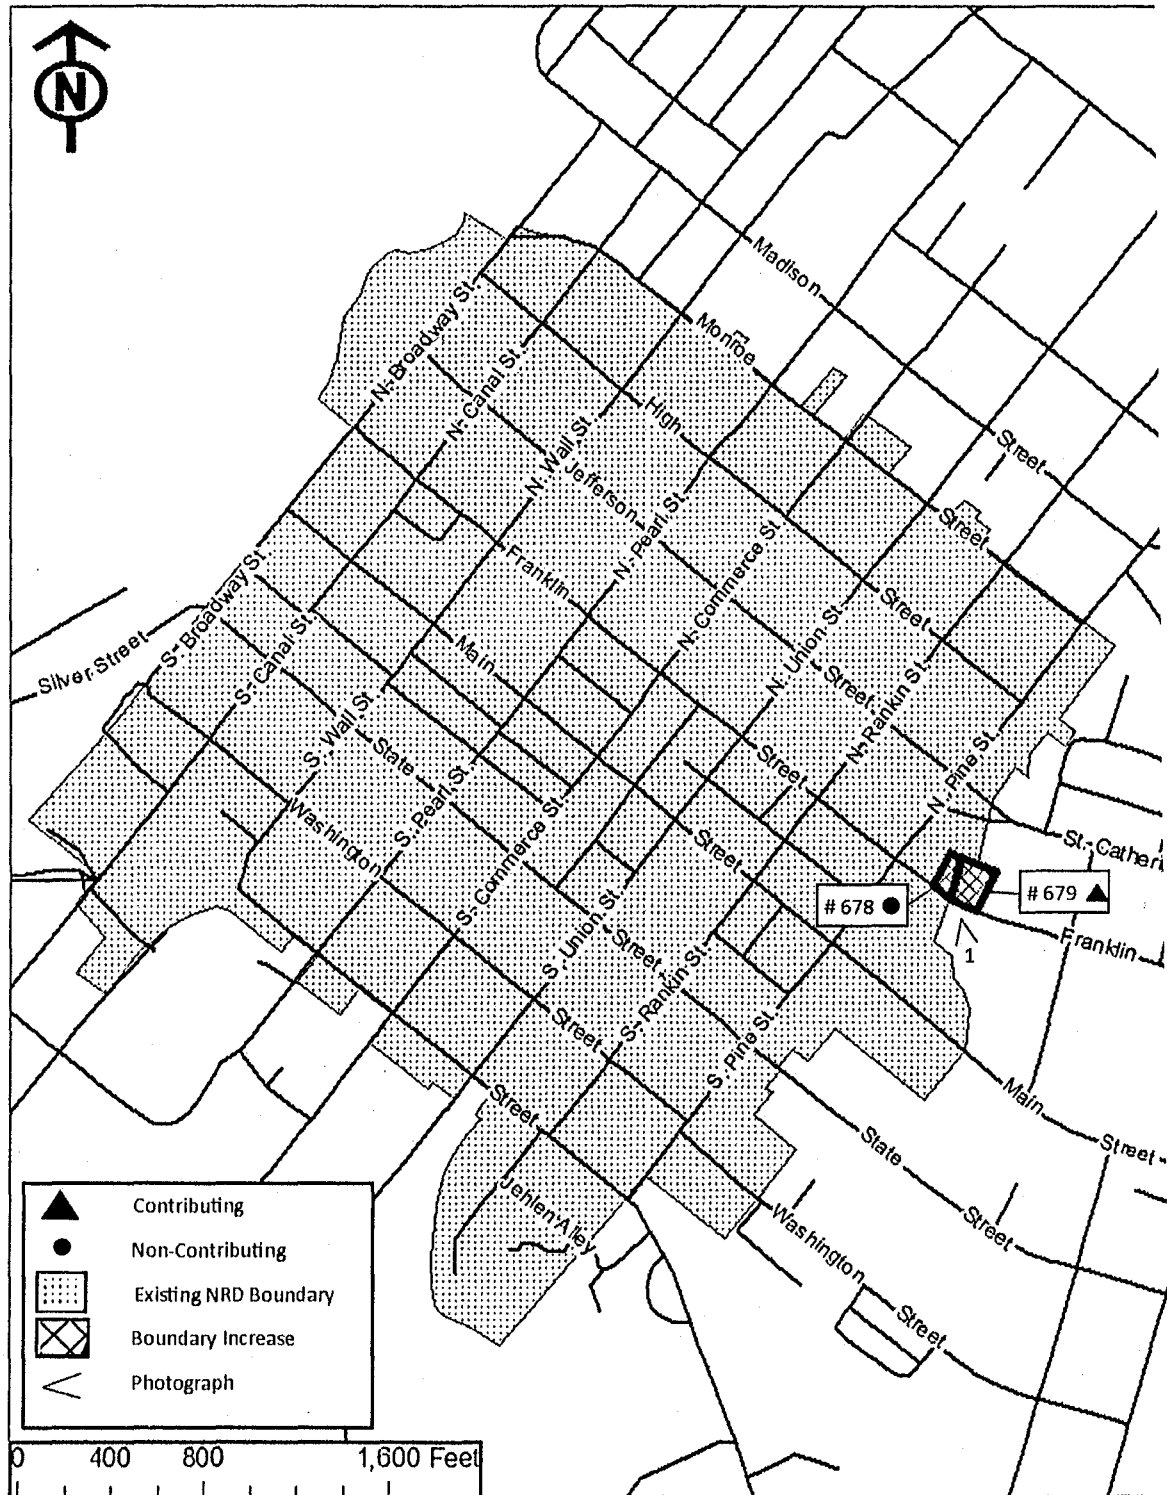 N
Madison
Monroe
N. Broadway St.
N. Canal St.
High
N. Wall St.
Street
Jefferson
N. Pearl St.
Street
N. Commerce St.
Franklin
S. Broadway St.
Street
N. Union St.
Silver Street
S. Canal St.
Main
Street
N. Rankin St.
S. Wall St.
State
Street
N. Pine St.
S. Pearl St.
Washington
S. Commerce St.
Street
St. Cather
# 678
# 679
Franklin
1
S. Union St.
Street
S. Rankin St.
Street
S. Pine St.
Main
Street
Street
State
Jehlen Alley
Street
Washington
Street
Contributing
Non-Contributing
Existing NRD Boundary
Boundary Increase
Photograph
0 400 800 1,600 Feet